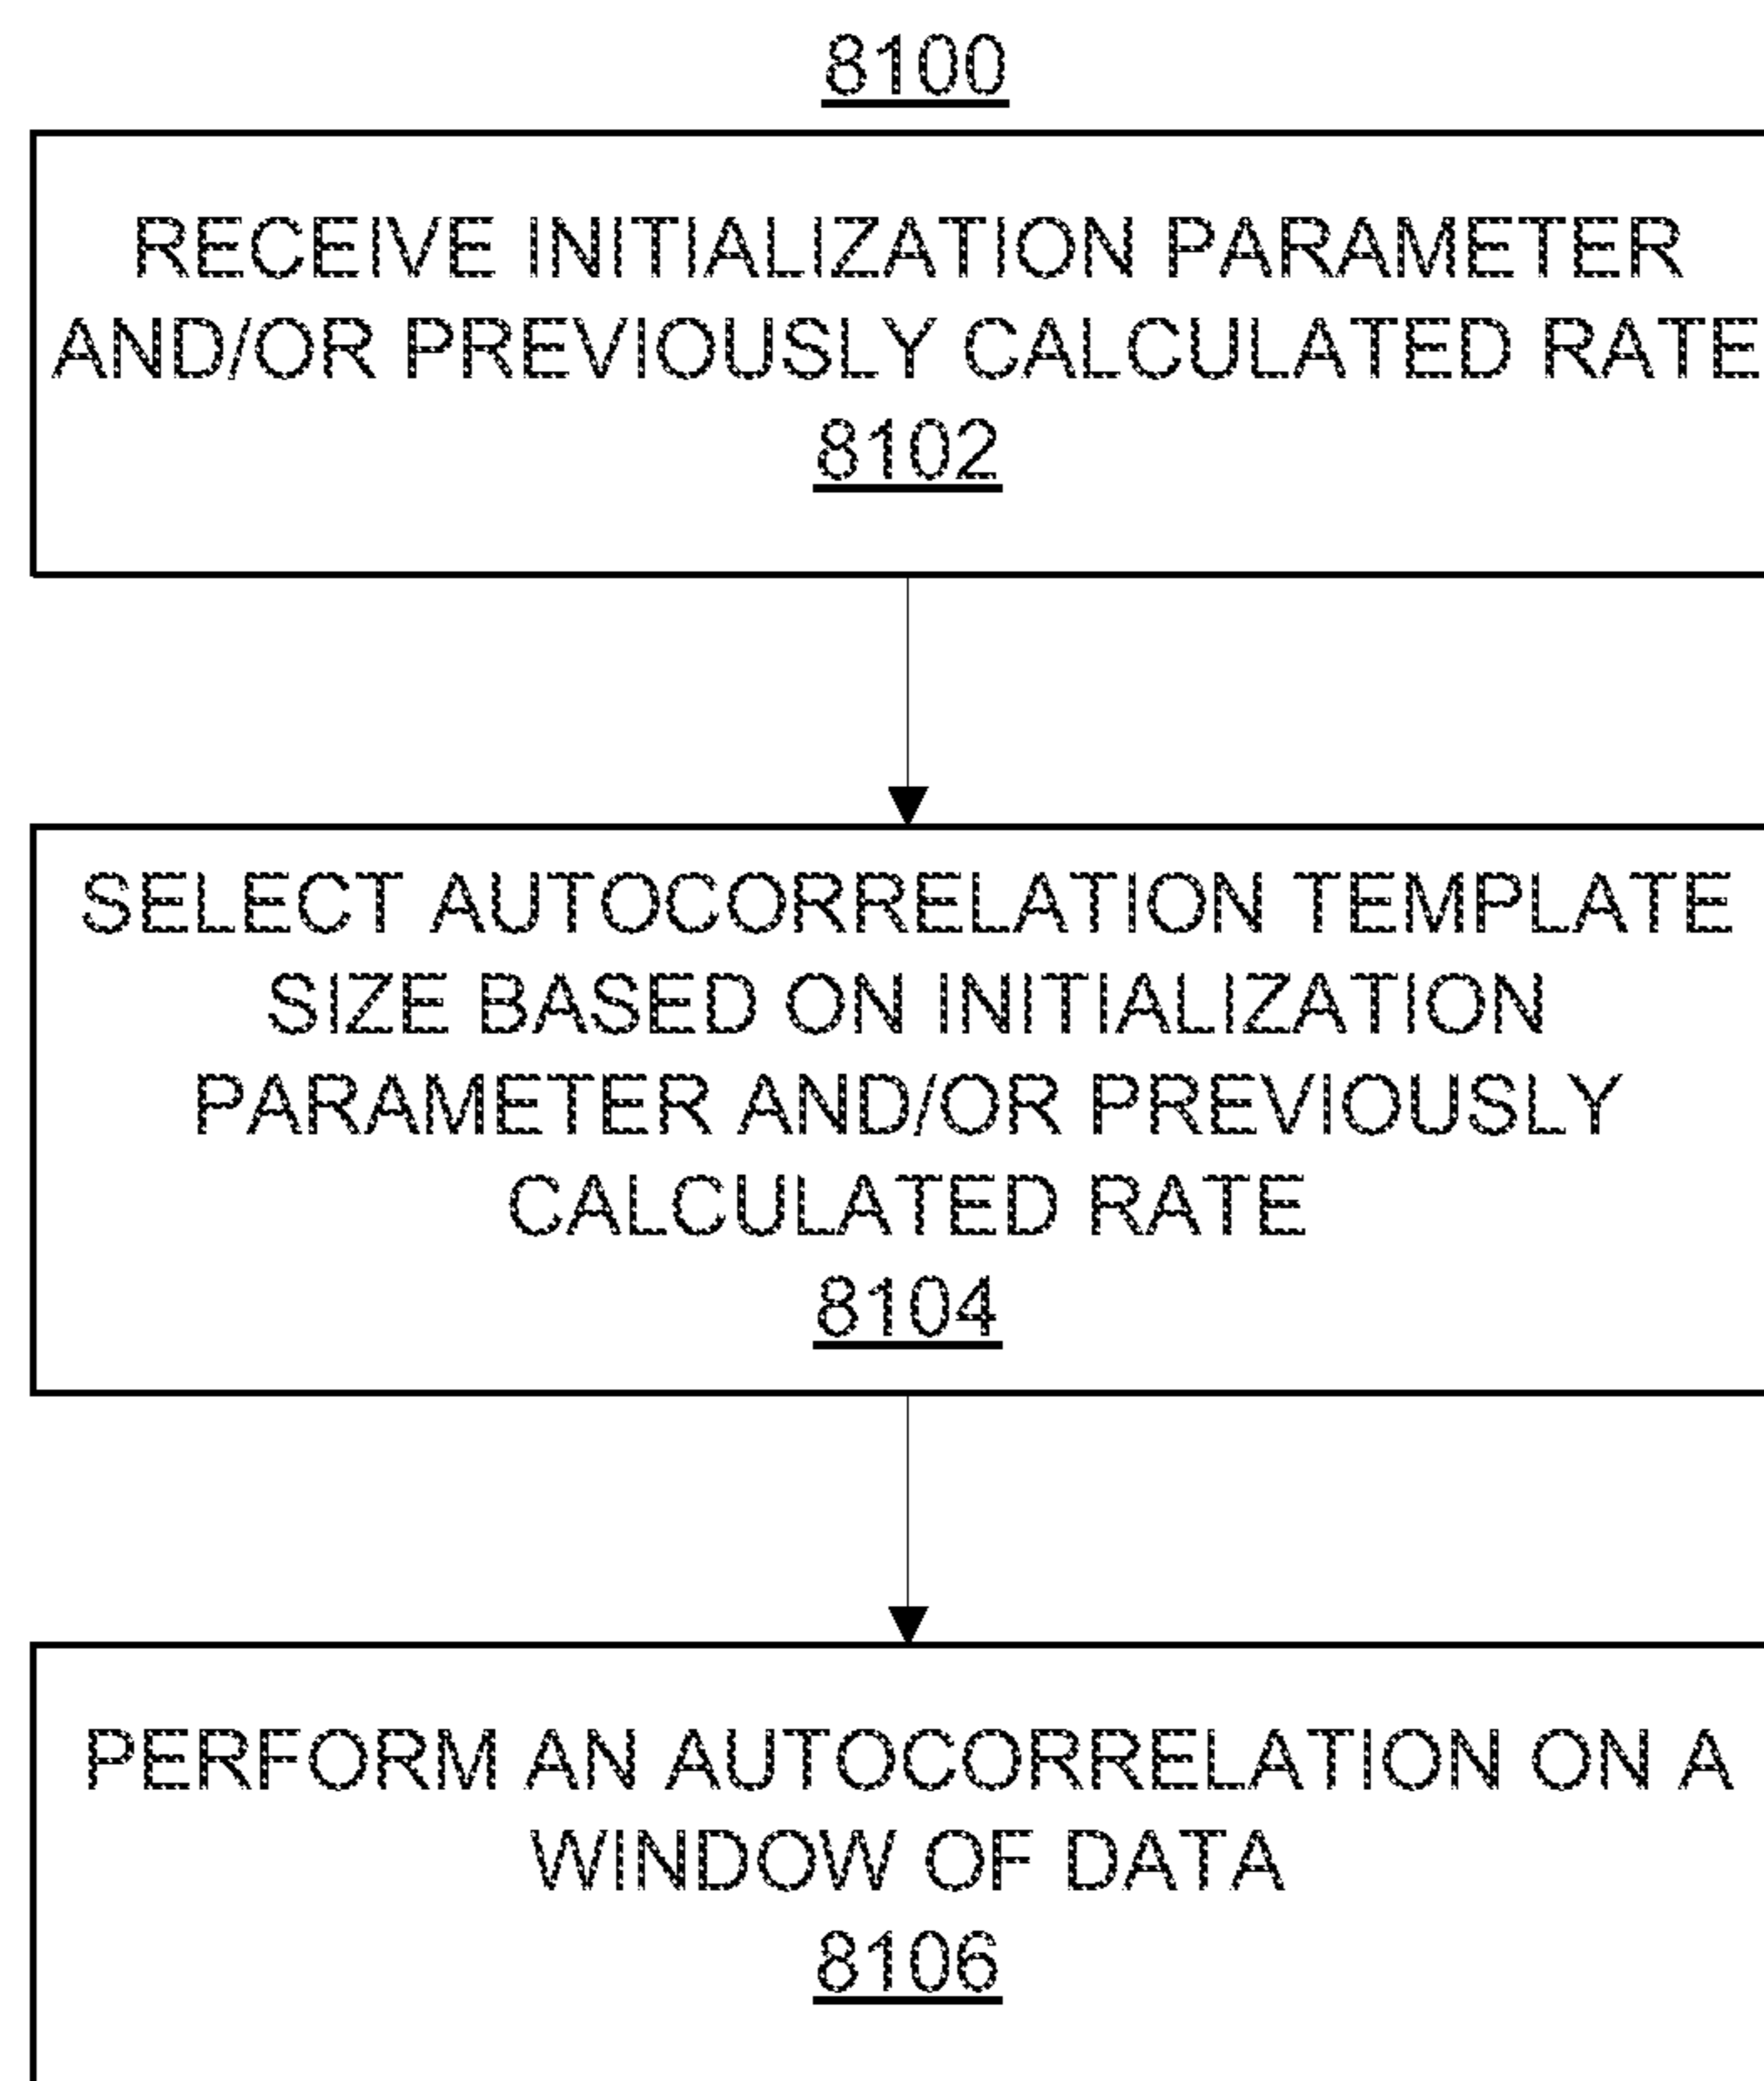 8100
RECEIVE INITIALIZATION PARAMETER
AND/OR PREVIOUSLY CALCULATED RATE
8102
SELECT AUTOCORRELATION TEMPLATE
SIZE BASED ON INITIALIZATION
PARAMETER AND/OR PREVIOUSLY
CALCULATED RATE
8104
PERFORM AN AUTOCORRELATION ON A
WINDOW OF DATA
8106